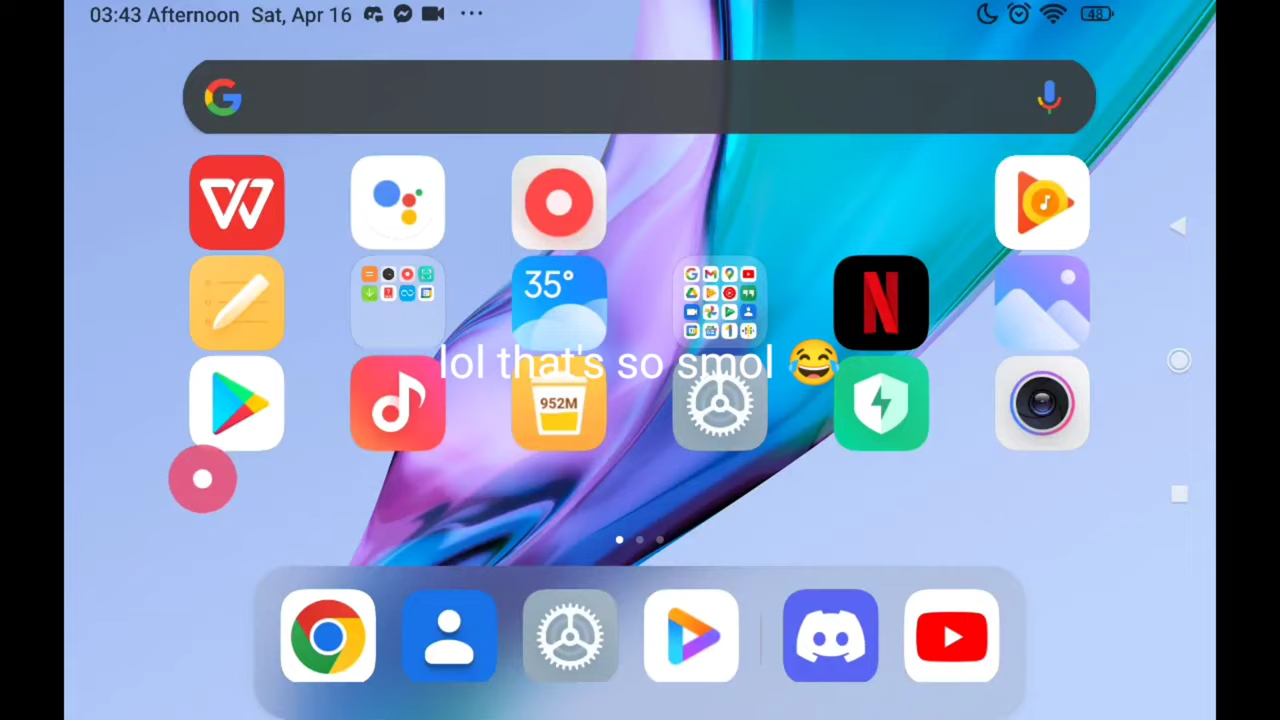 03:43 Afternoon Sat, Apr 16 ··· 48
35°
lol that's so smol 😂
952M